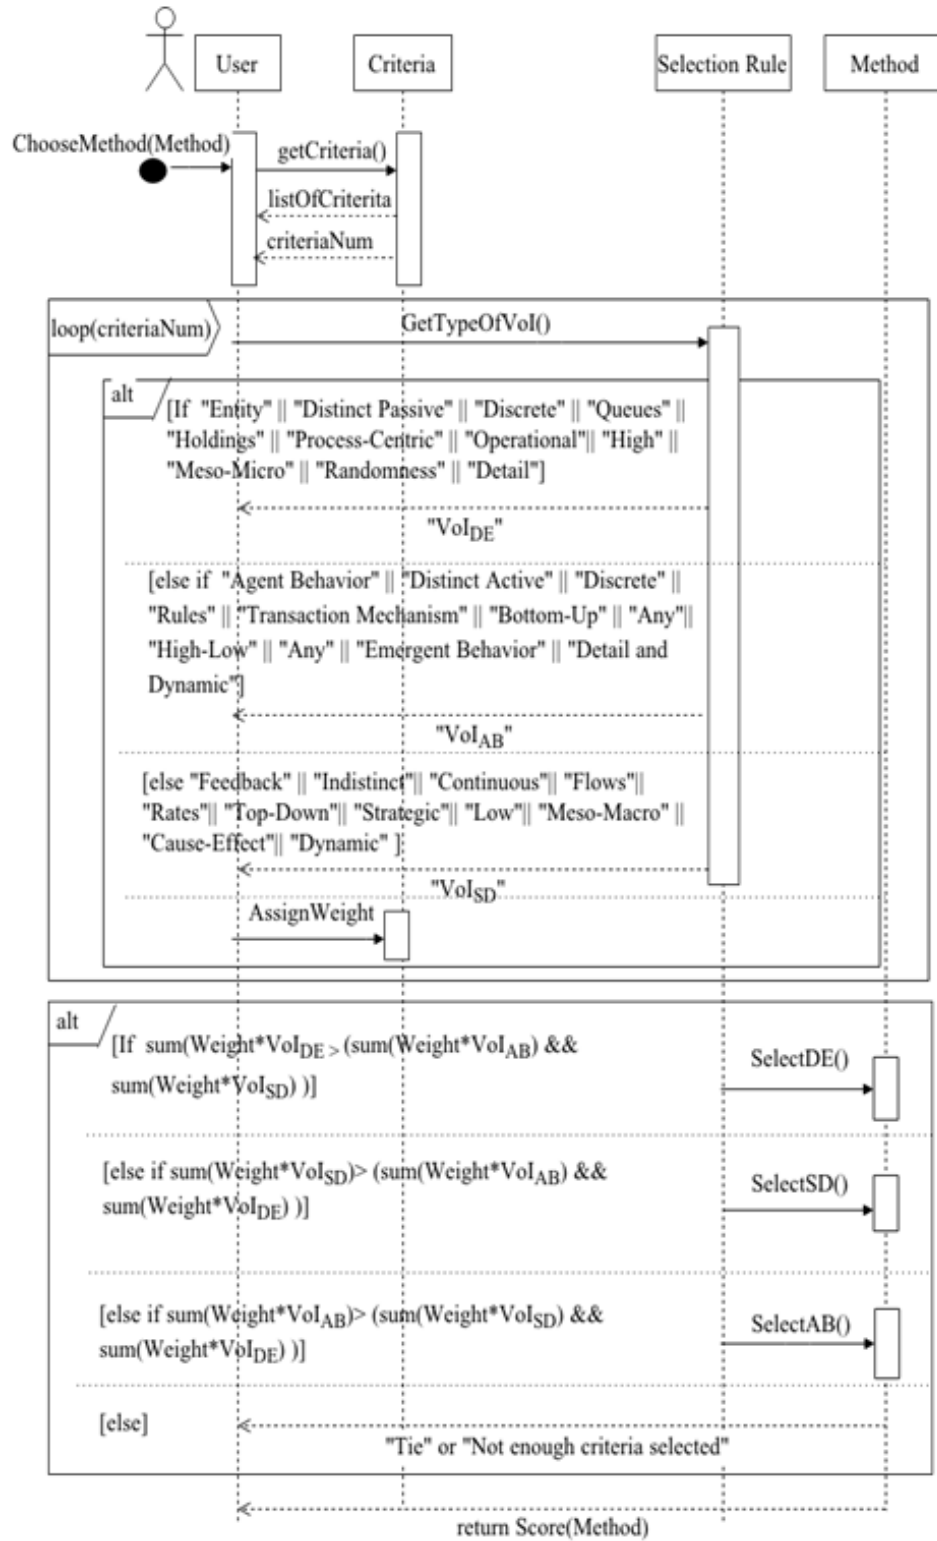 User
Criteria
Selection Rule
Method
ChooseMethod(Method)
getCriteria()
listOfCriterita
criteriaNum
loop(criteriaNum)
GetTypeOfVoI()
alt
[If "Entity" || "Distinct Passive" || "Discrete" || "Queues" ||
"Holdings" || "Process-Centric" || "Operational"|| "High" ||
"Meso-Micro" || "Randomness" || "Detail"]
"VoIDE"
[else if "Agent Behavior" || "Distinct Active" || "Discrete" ||
"Rules" || "Transaction Mechanism" || "Bottom-Up" || "Any"||
"High-Low" || "Any" || "Emergent Behavior" || "Detail and
Dynamic"]
"VoIAB"
[else "Feedback" || "Indistinct"|| "Continuous"|| "Flows"||
"Rates"|| "Top-Down"|| "Strategic"|| "Low"|| "Meso-Macro" ||
"Cause-Effect"|| "Dynamic" ]
"VoISD"
AssignWeight
alt
[If sum(Weight*VoIDE > (sum(Weight*VoIAB) &&
sum(Weight*VoISD) )]
SelectDE()
[else if sum(Weight*VoISD)> (sum(Weight*VoIAB) &&
sum(Weight*VoIDE) )]
SelectSD()
[else if sum(Weight*VoIAB)> (sum(Weight*VoISD) &&
sum(Weight*VoIDE) )]
SelectAB()
[else]
"Tie" or "Not enough criteria selected"
return Score(Method)